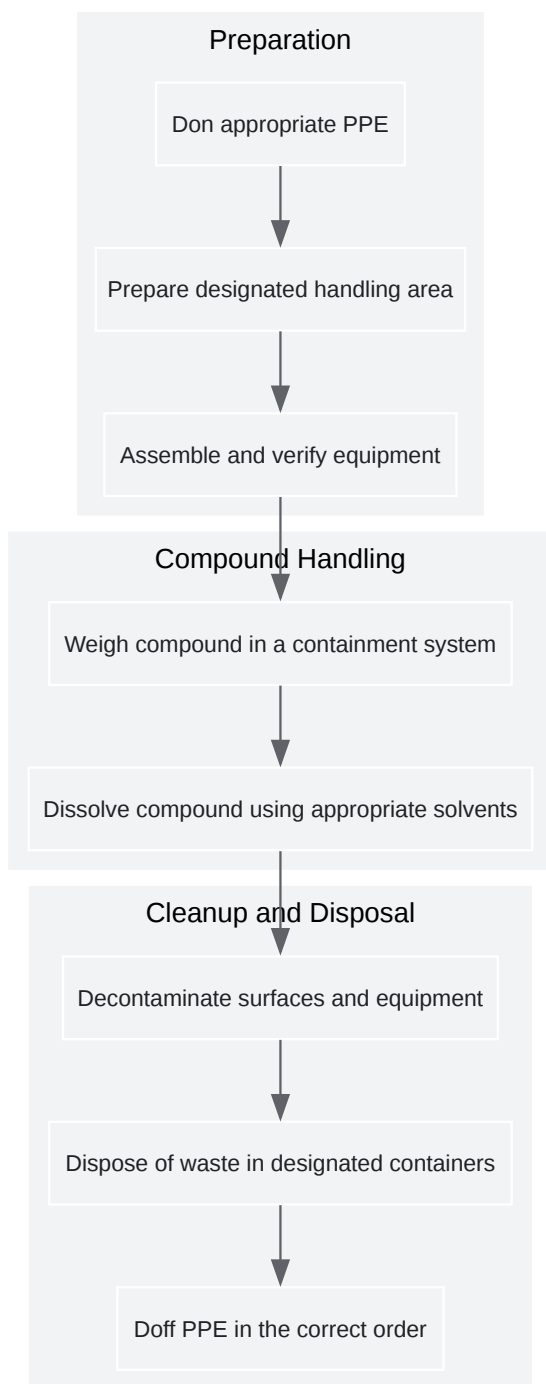 Preparation
Don appropriate PPE
Prepare designated handling area
Assemble and verify equipment
Compound Handling
Weigh compound in a containment system
Dissolve compound using appropriate solvents
Cleanup and Disposal
Decontaminate surfaces and equipment
Dispose of waste in designated containers
Doff PPE in the correct order